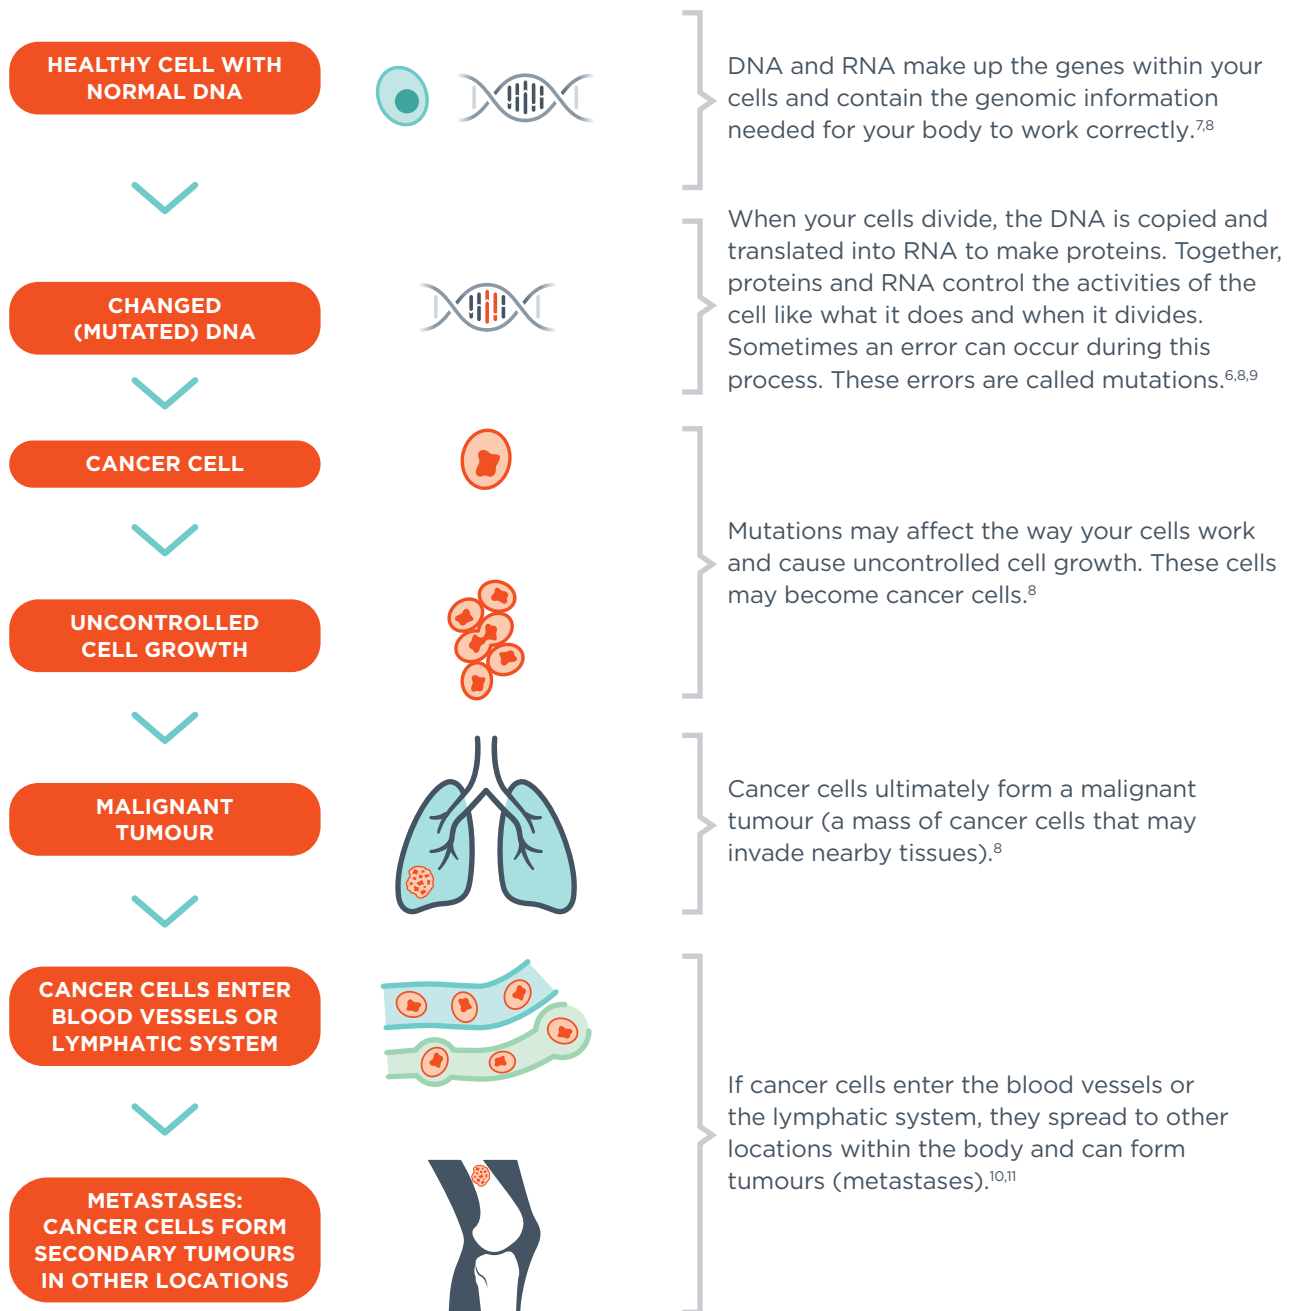 HEALTHY CELL WITH
NORMAL DNA
DNA and RNA make up the genes within your
cells and contain the genomic information
needed for your body to work correctly.7,8
CHANGED
(MUTATED) DNA
When your cells divide, the DNA is copied and
translated into RNA to make proteins. Together,
proteins and RNA control the activities of the
cell like what it does and when it divides.
Sometimes an error can occur during this
process. These errors are called mutations.6,8,9
CANCER CELL
UNCONTROLLED
CELL GROWTH
Mutations may affect the way your cells work
and cause uncontrolled cell growth. These cells
may become cancer cells.8
MALIGNANT
TUMOUR
Cancer cells ultimately form a malignant
tumour (a mass of cancer cells that may
invade nearby tissues).8
CANCER CELLS ENTER
BLOOD VESSELS OR
LYMPHATIC SYSTEM
METASTASES:
CANCER CELLS FORM
SECONDARY TUMOURS
IN OTHER LOCATIONS
If cancer cells enter the blood vessels or
the lymphatic system, they spread to other
locations within the body and can form
tumours (metastases).10,11